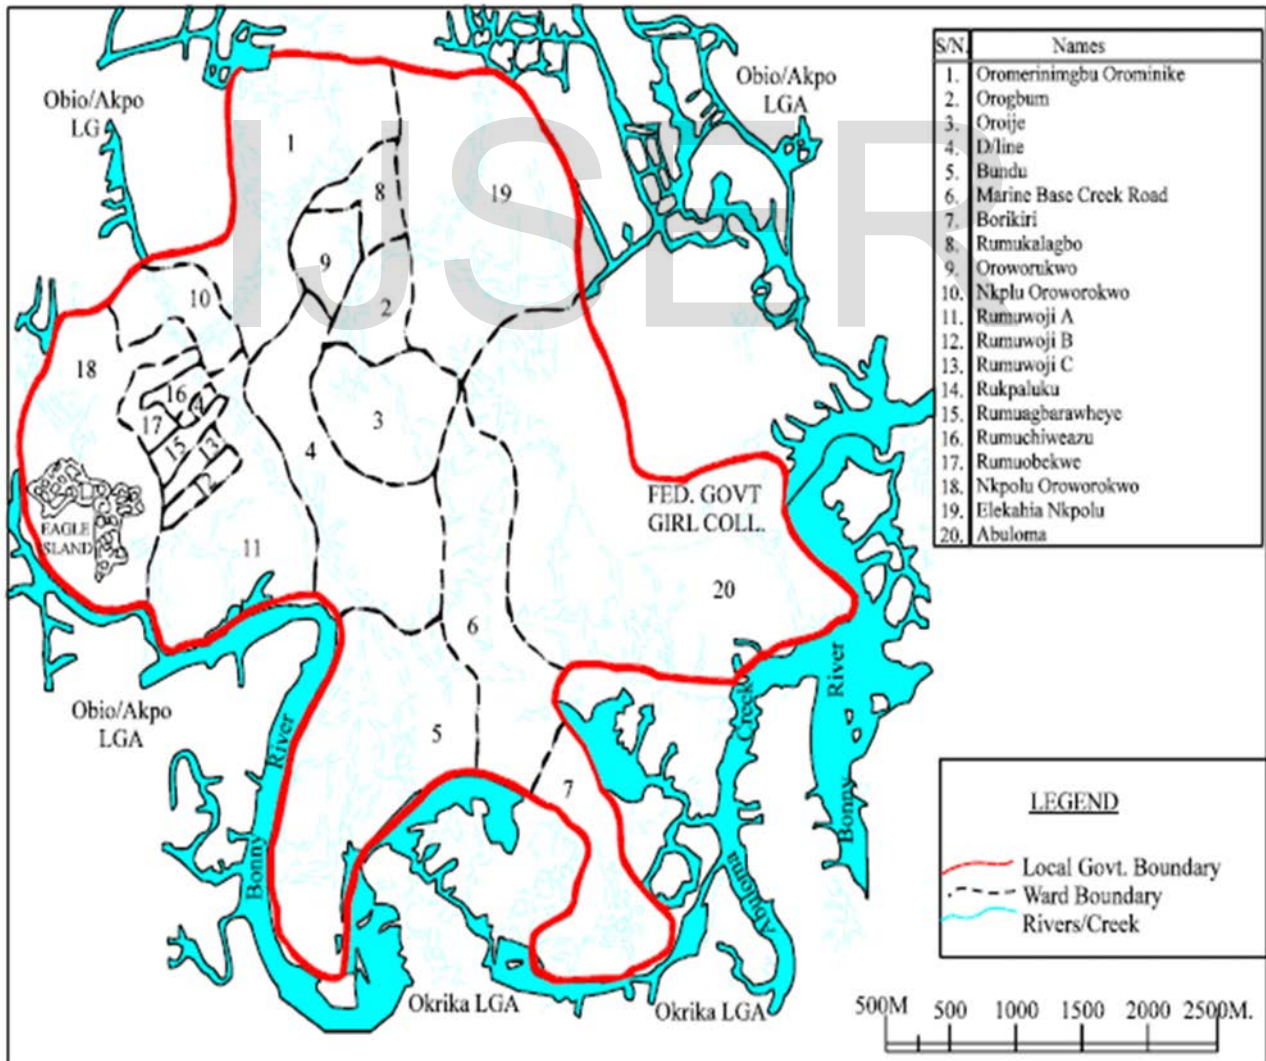 Obio/Akpo
LGA
Obio/Akpo
LGA
IJSER
1
8
19
9
10
2
18
16
17
14
15
13
12
3
4
EAGLE
ISLAND
11
FED. GOVT
GIRL COLL.
20
6
5
7
Obio/Akpo
LGA
River
Bonny
Creek
Abuloma
River
Bonny
Okrika LGA
Okrika LGA
S/N. Names
1. Oromerinimgbu Orominike
2. Orogbum
3. Oroije
4. D/line
5. Bundu
6. Marine Base Creek Road
7. Borikiri
8. Rumukalagbo
9. Oroworukwo
10. Nkplu Oroworokwo
11. Rumuwoji A
12. Rumuwoji B
13. Rumuwoji C
14. Rukpaluku
15. Rumuagbarawheye
16. Rumuchiweazu
17. Rumuobekwe
18. Nkpolu Oroworokwo
19. Elekahia Nkpolu
20. Abuloma
LEGEND
Local Govt. Boundary
Ward Boundary
Rivers/Creek
500M 500 1000 1500 2000 2500M.